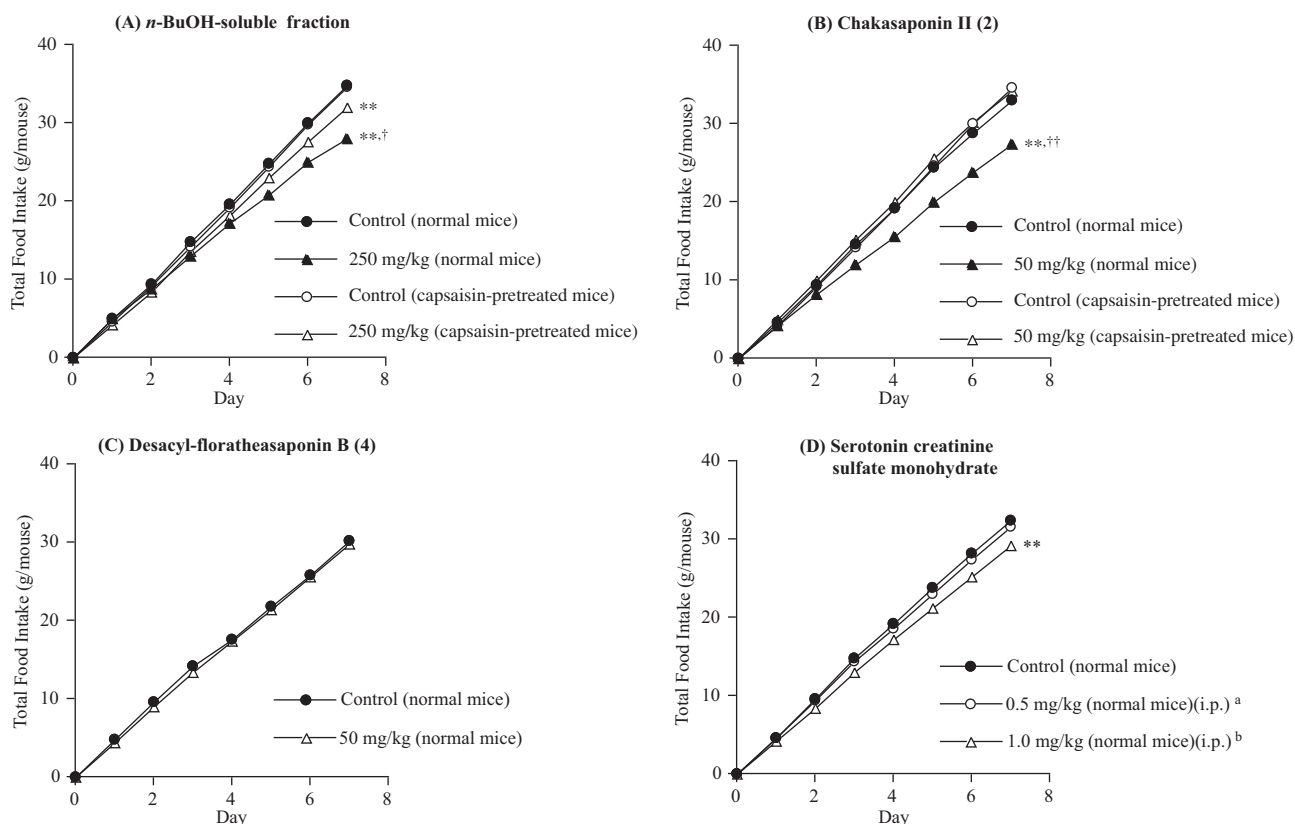 (A) n-BuOH-soluble fraction
40
30
20
10
0
Total Food Intake (g/mouse)
**
**,†
Control (normal mice)
250 mg/kg (normal mice)
Control (capsaisin-pretreated mice)
250 mg/kg (capsaisin-pretreated mice)
0 2 4 6 8
Day
(B) Chakasaponin II (2)
40
30
20
10
0
Total Food Intake (g/mouse)
**,††
Control (normal mice)
50 mg/kg (normal mice)
Control (capsaisin-pretreated mice)
50 mg/kg (capsaisin-pretreated mice)
0 2 4 6 8
Day
(C) Desacyl-floratheasaponin B (4)
40
30
20
10
0
Total Food Intake (g/mouse)
Control (normal mice)
50 mg/kg (normal mice)
0 2 4 6 8
Day
(D) Serotonin creatinine
sulfate monohydrate
40
30
20
10
0
Total Food Intake (g/mouse)
**
Control (normal mice)
0.5 mg/kg (normal mice)(i.p.) a
1.0 mg/kg (normal mice)(i.p.) b
0 2 4 6 8
Day